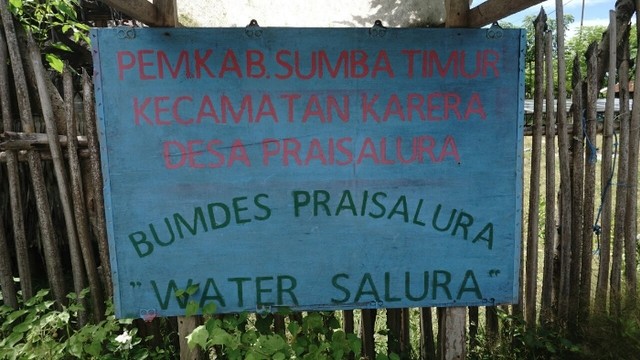 PEMKAB. SUMBA TIMUR
KECAMATAN KARERA
DESA PRAISALURA
BUMDES PRAISALURA
"WATER SALURA"